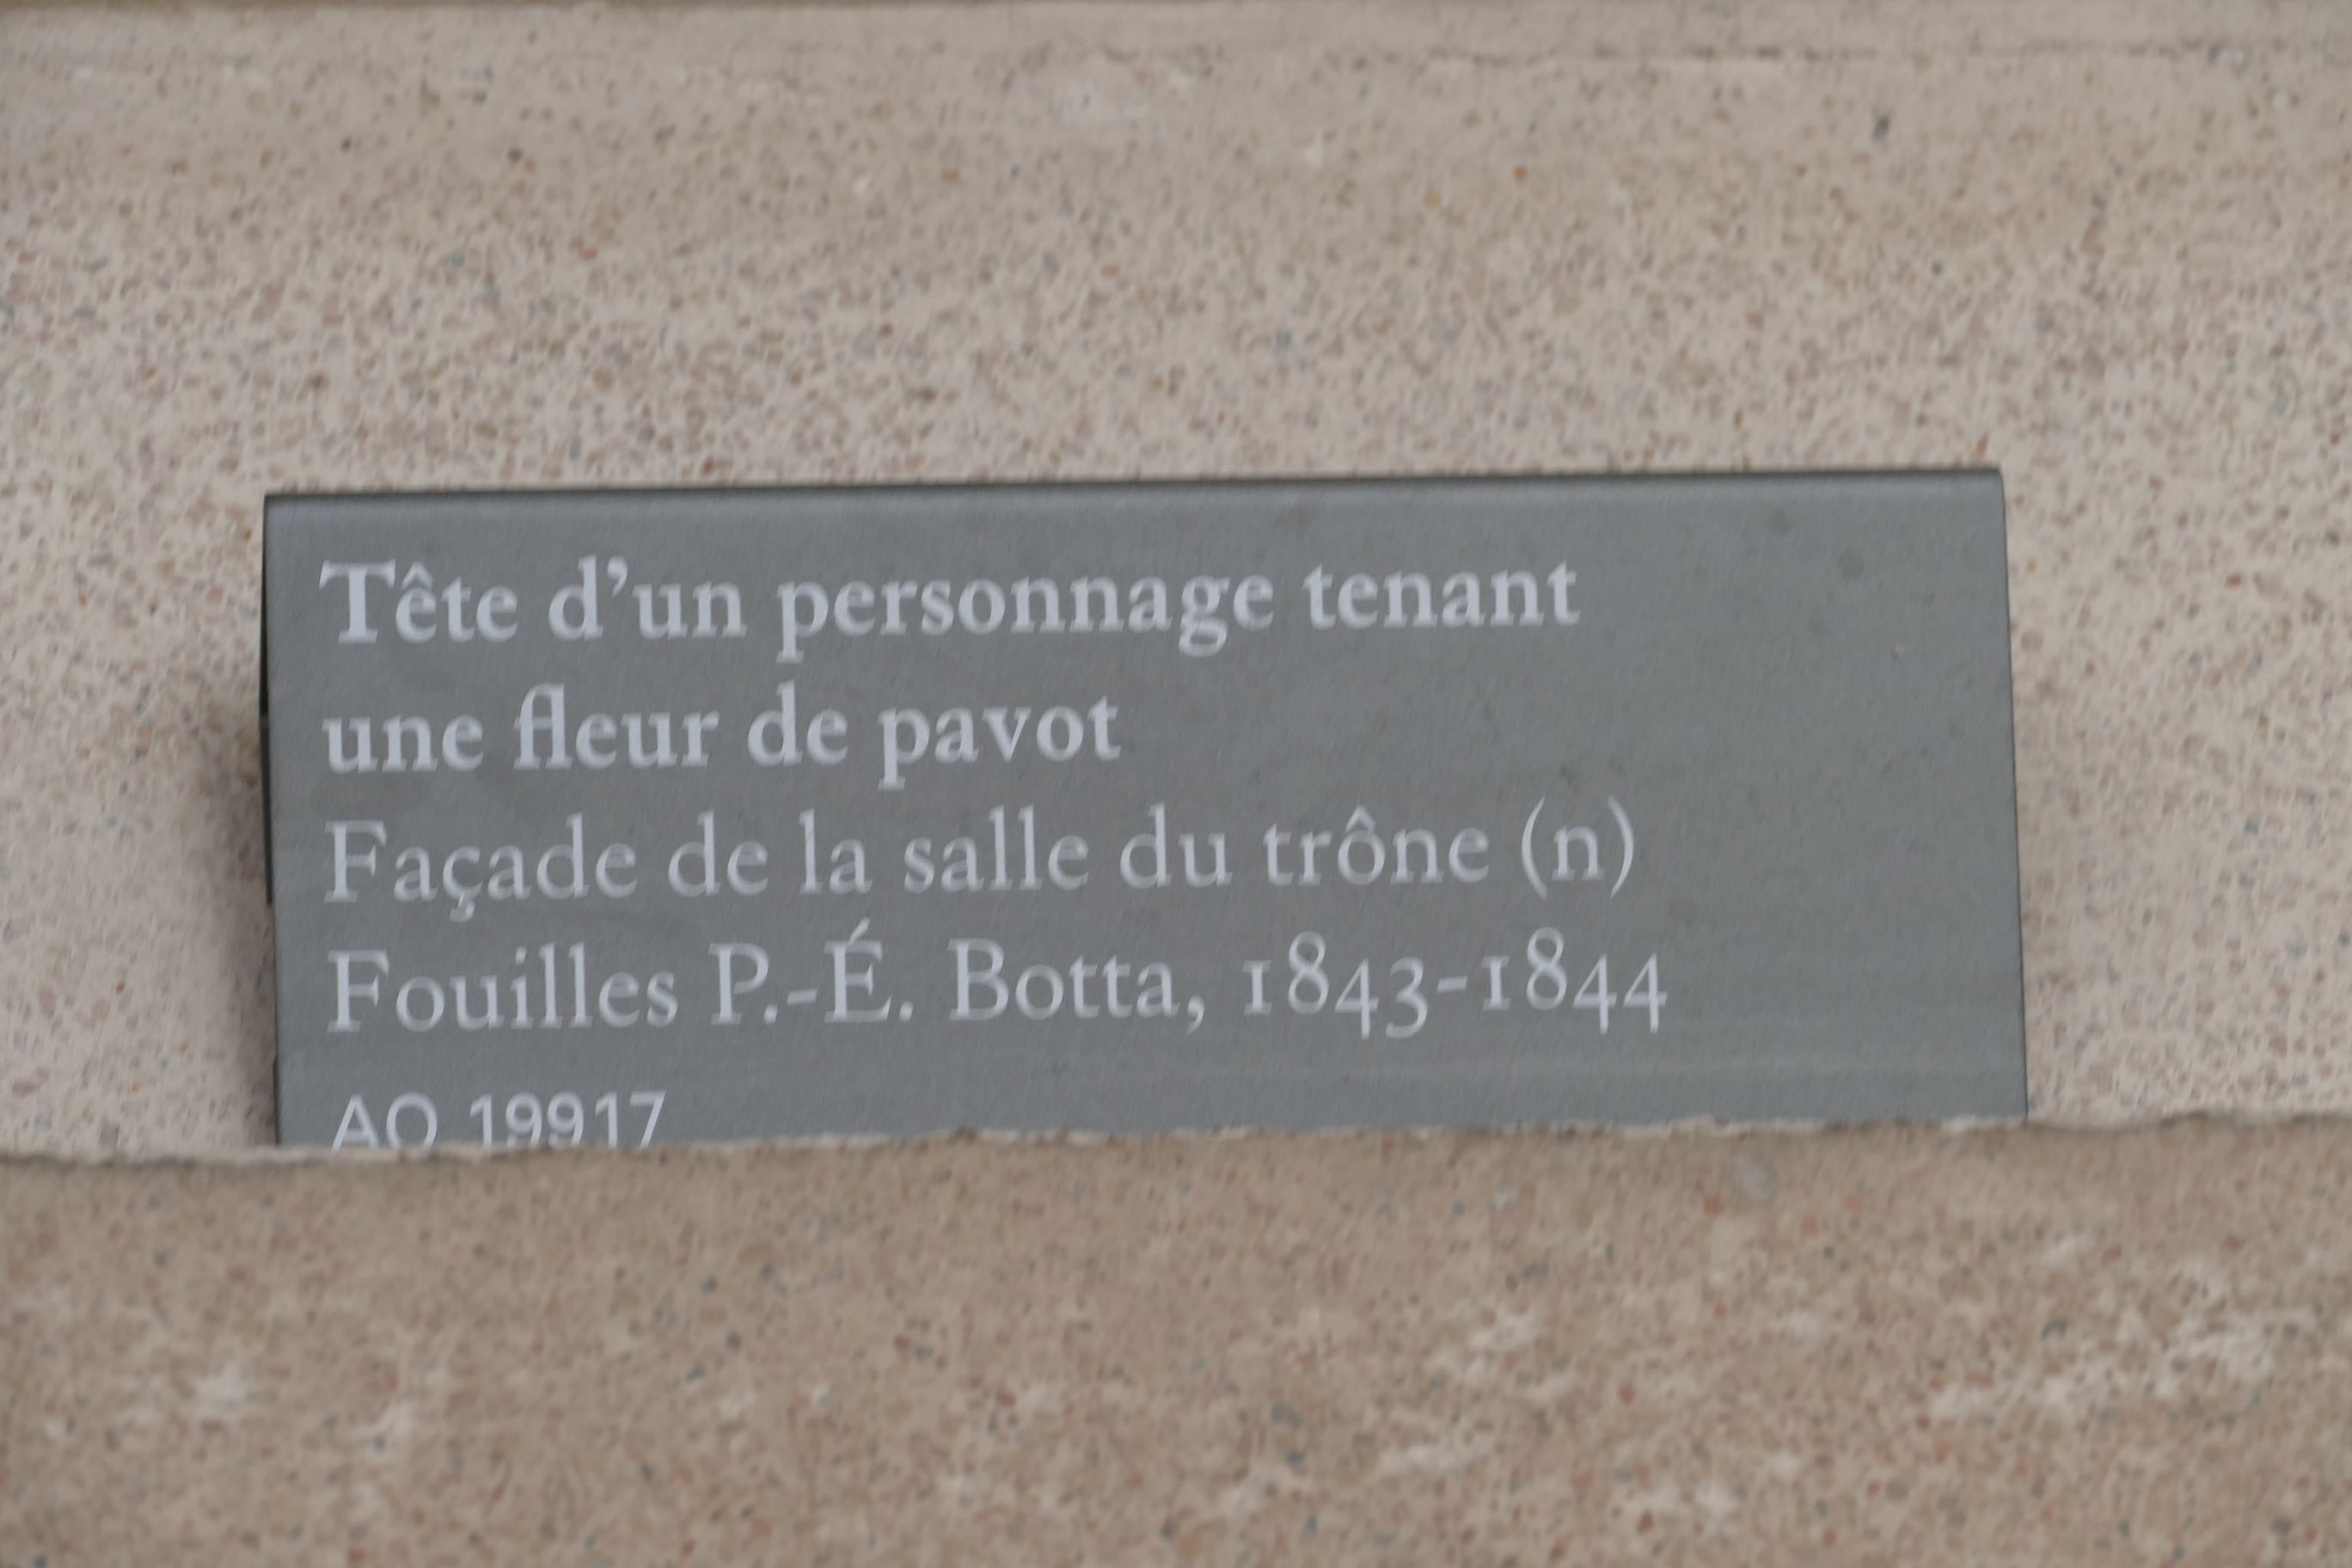 Tête d'un personnage tenant
une fleur de pavot
Façade de la salle du trône (n)
Fouilles P.-É. Botta, 1843-1844
AO 19917